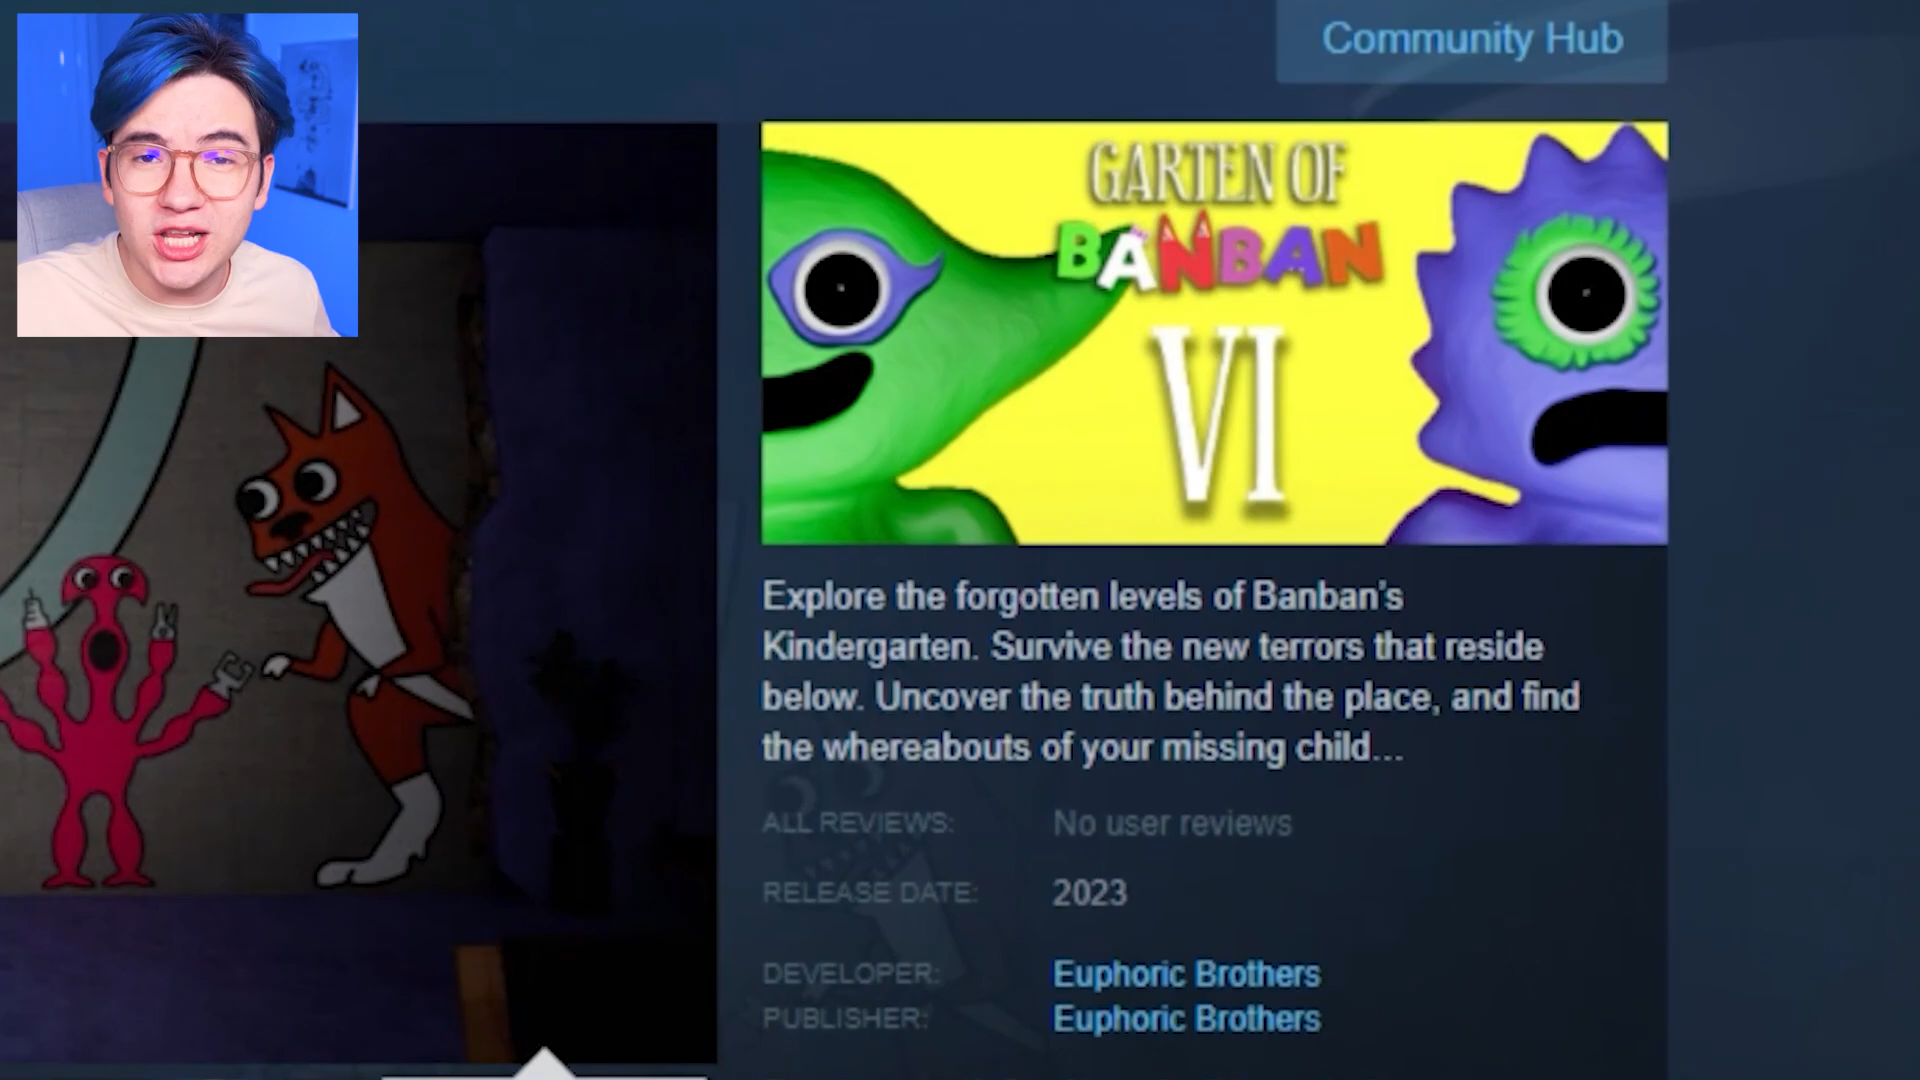 Community Hub
GARTEN OF
BANBAN
VI
Explore the forgotten levels of Banban's
Kindergarten. Survive the new terrors that reside
below. Uncover the truth behind the place, and find
the whereabouts of your missing child...
ALL REVIEWS: No user reviews
RELEASE DATE: 2023
DEVELOPER: Euphoric Brothers
PUBLISHER: Euphoric Brothers